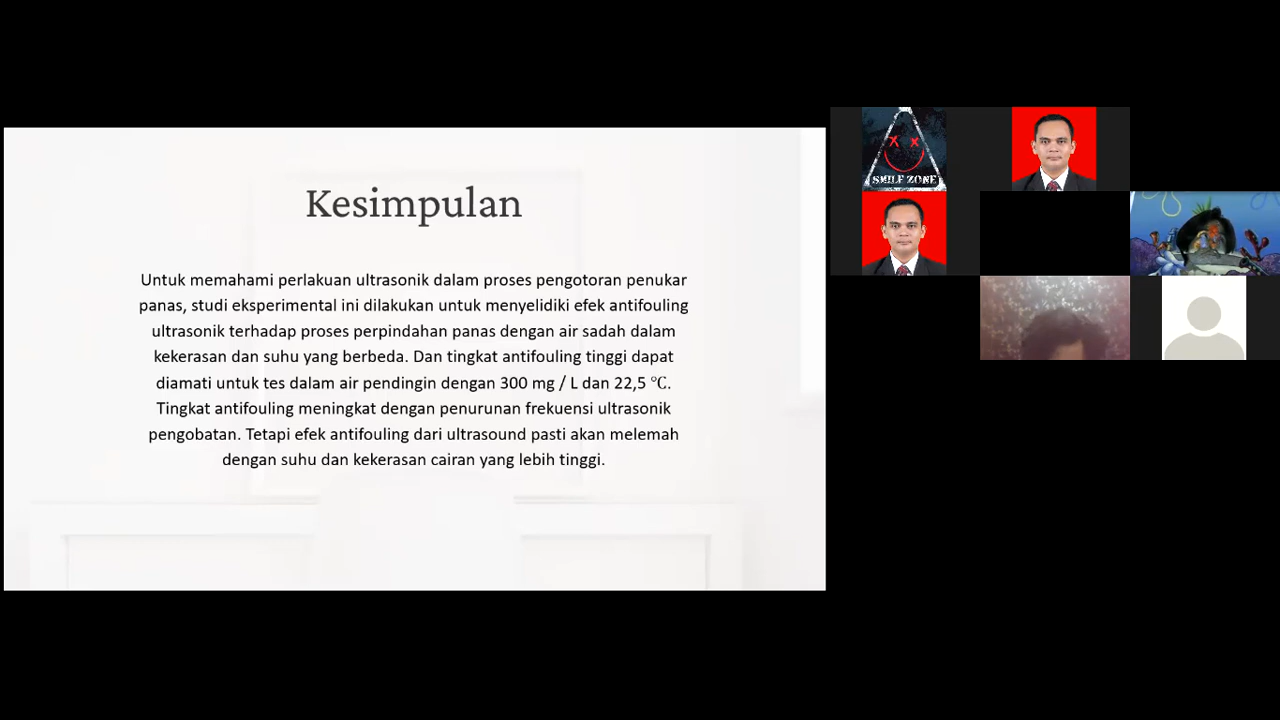 Kesimpulan
Untuk memahami perlakuan ultrasonik dalam proses pengotoran penukar
panas, studi eksperimental ini dilakukan untuk menyelidiki efek antifouling
ultrasonik terhadap proses perpindahan panas dengan air sadah dalam
kekerasan dan suhu yang berbeda. Dan tingkat antifouling tinggi dapat
diamati untuk tes dalam air pendingin dengan 300 mg / L dan 22,5 ℃.
Tingkat antifouling meningkat dengan penurunan frekuensi ultrasonik
pengobatan. Tetapi efek antifouling dari ultrasound pasti akan melemah
dengan suhu dan kekerasan cairan yang lebih tinggi.
SMILE ZONE